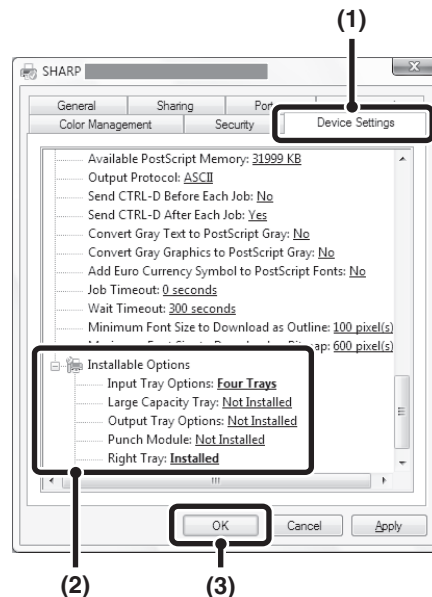 (1)
SHARP
General Sharing Port
Color Management Security Device Settings
Available PostScript Memory: 31999 KB
Output Protocol: ASCII
Send CTRL-D Before Each Job: No
Send CTRL-D After Each Job: Yes
Convert Gray Text to PostScript Gray: No
Convert Gray Graphics to PostScript Gray: No
Add Euro Currency Symbol to PostScript Fonts: No
Job Timeout: 0 seconds
Wait Timeout: 300 seconds
Minimum Font Size to Download as Outline: 100 pixel(s)
600 pixel(s)
Installable Options
Input Tray Options: Four Trays
Large Capacity Tray: Not Installed
Output Tray Options: Not Installed
Punch Module: Not Installed
Right Tray: Installed
OK Cancel Apply
(2) (3)